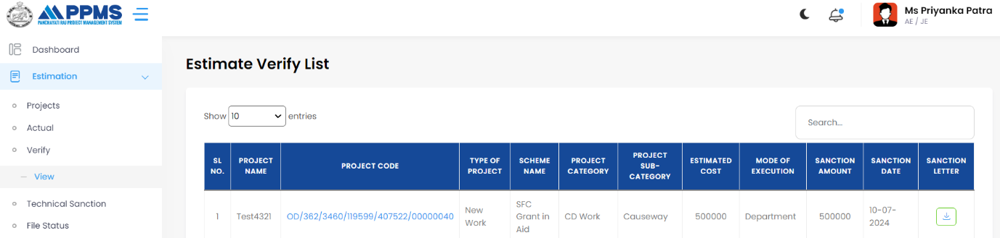 PPMS
PANCHAYATI RAJ PROJECT MANAGEMENT SYSTEM
Ms Priyanka Patra
AE / JE
Dashboard
Estimation
Projects
Actual
Verify
View
Technical Sanction
File Status
Estimate Verify List
Show 10 entries
Search...
SL NO. PROJECT NAME PROJECT CODE TYPE OF PROJECT SCHEME NAME PROJECT CATEGORY PROJECT SUB-CATEGORY ESTIMATED COST MODE OF EXECUTION SANCTION AMOUNT SANCTION DATE SANCTION LETTER
1 Test4321 OD/362/3460/119599/407522/00000040 New Work SFC Grant in Aid CD Work Causeway 500000 Department 500000 10-07-2024